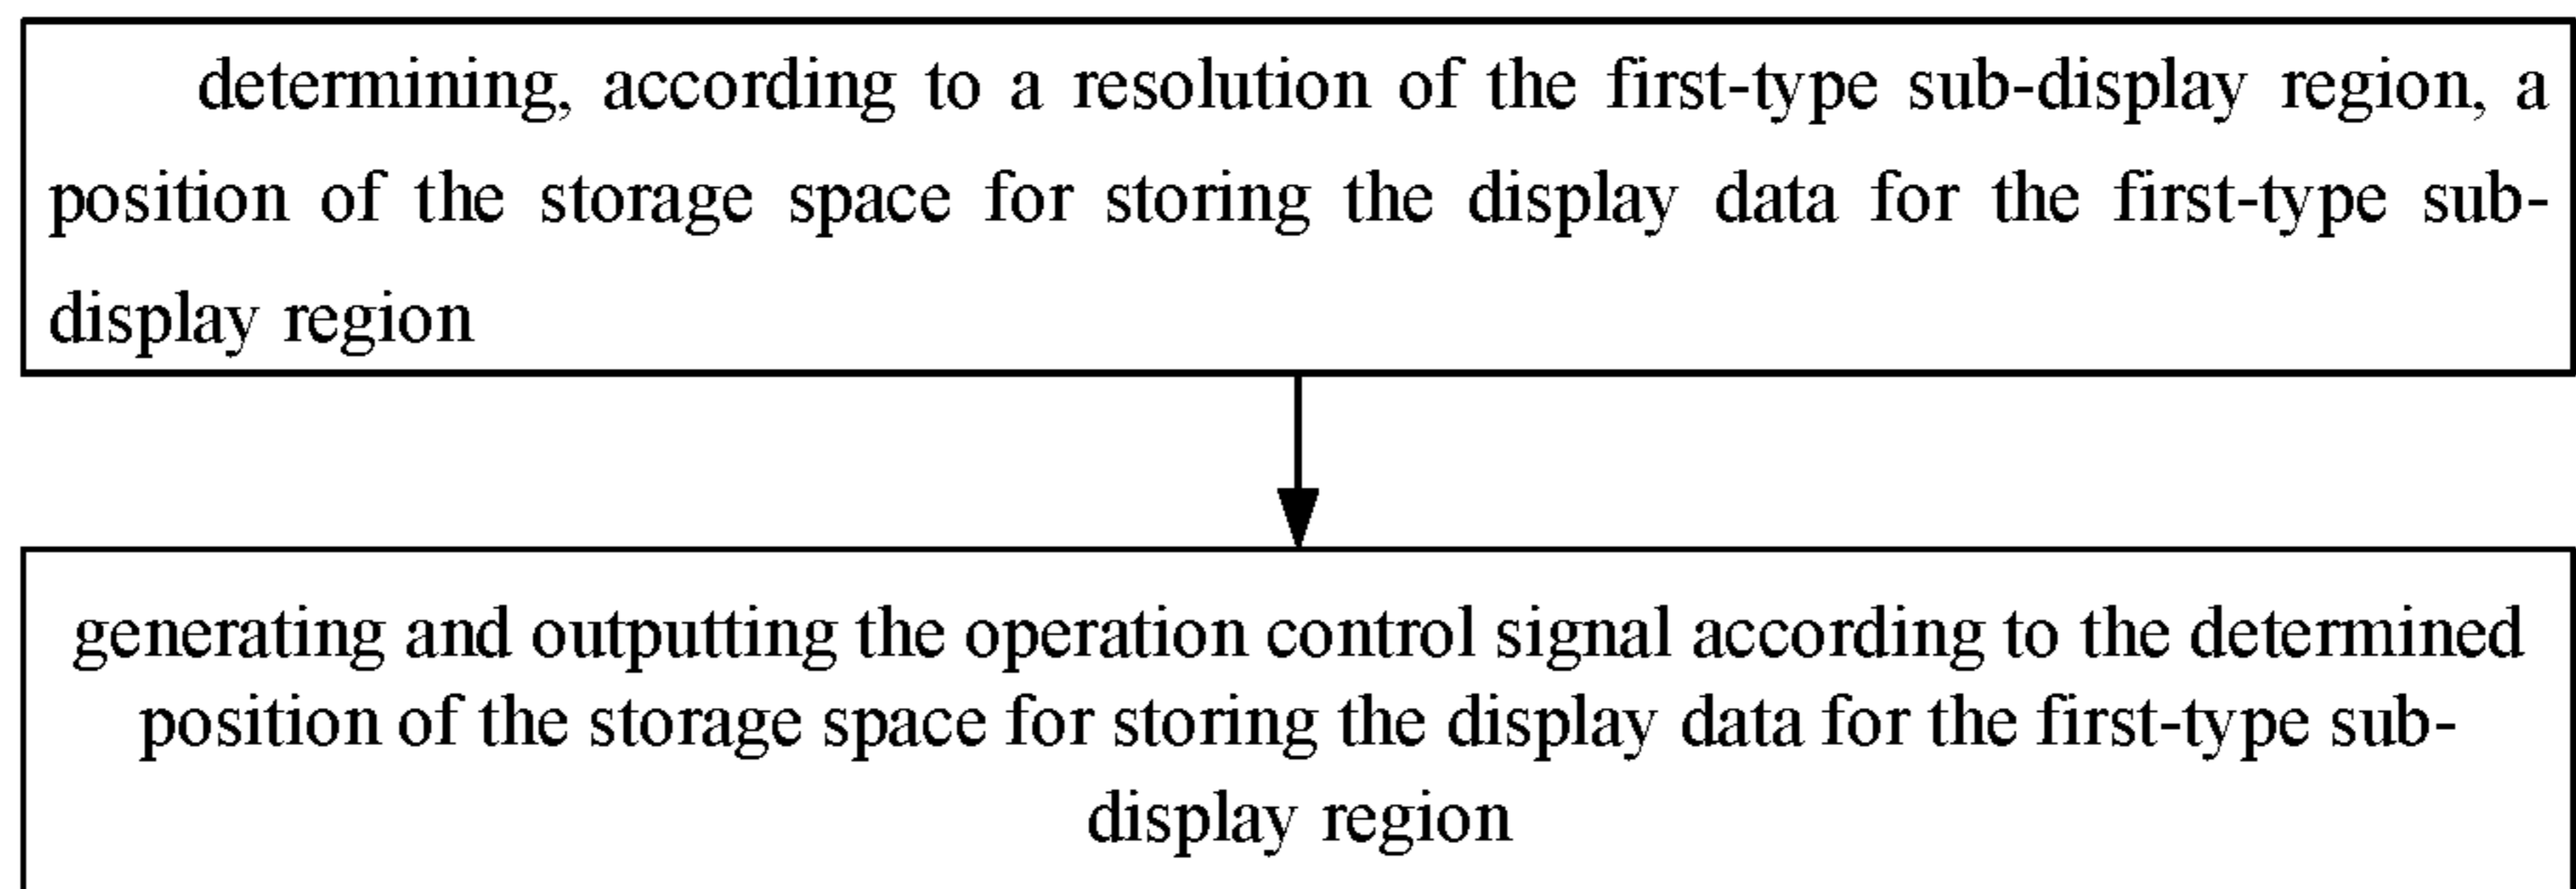 determining, according to a resolution of the first-type sub-display region, a
position of the storage space for storing the display data for the first-type sub-
display region
generating and outputting the operation control signal according to the determined
position of the storage space for storing the display data for the first-type sub-
display region